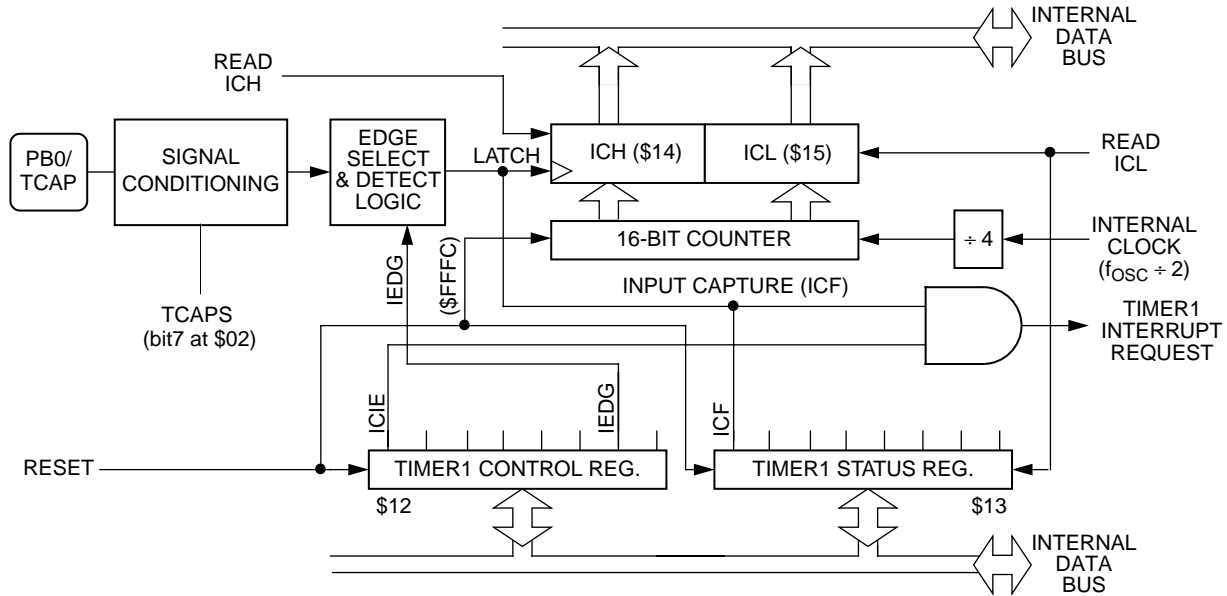 INTERNAL
DATA
BUS
READ
ICH
PB0/
TCAP
SIGNAL
CONDITIONING
EDGE
SELECT
& DETECT
LOGIC
LATCH
ICH ($14)
ICL ($15)
READ
ICL
16-BIT COUNTER
÷ 4
INTERNAL
CLOCK
(fOSC ÷ 2)
IEDG
($FFFC)
INPUT CAPTURE (ICF)
TCAPS
(bit7 at $02)
TIMER1
INTERRUPT
REQUEST
ICIE
IEDG
ICF
RESET
TIMER1 CONTROL REG.
TIMER1 STATUS REG.
$12
$13
INTERNAL
DATA
BUS